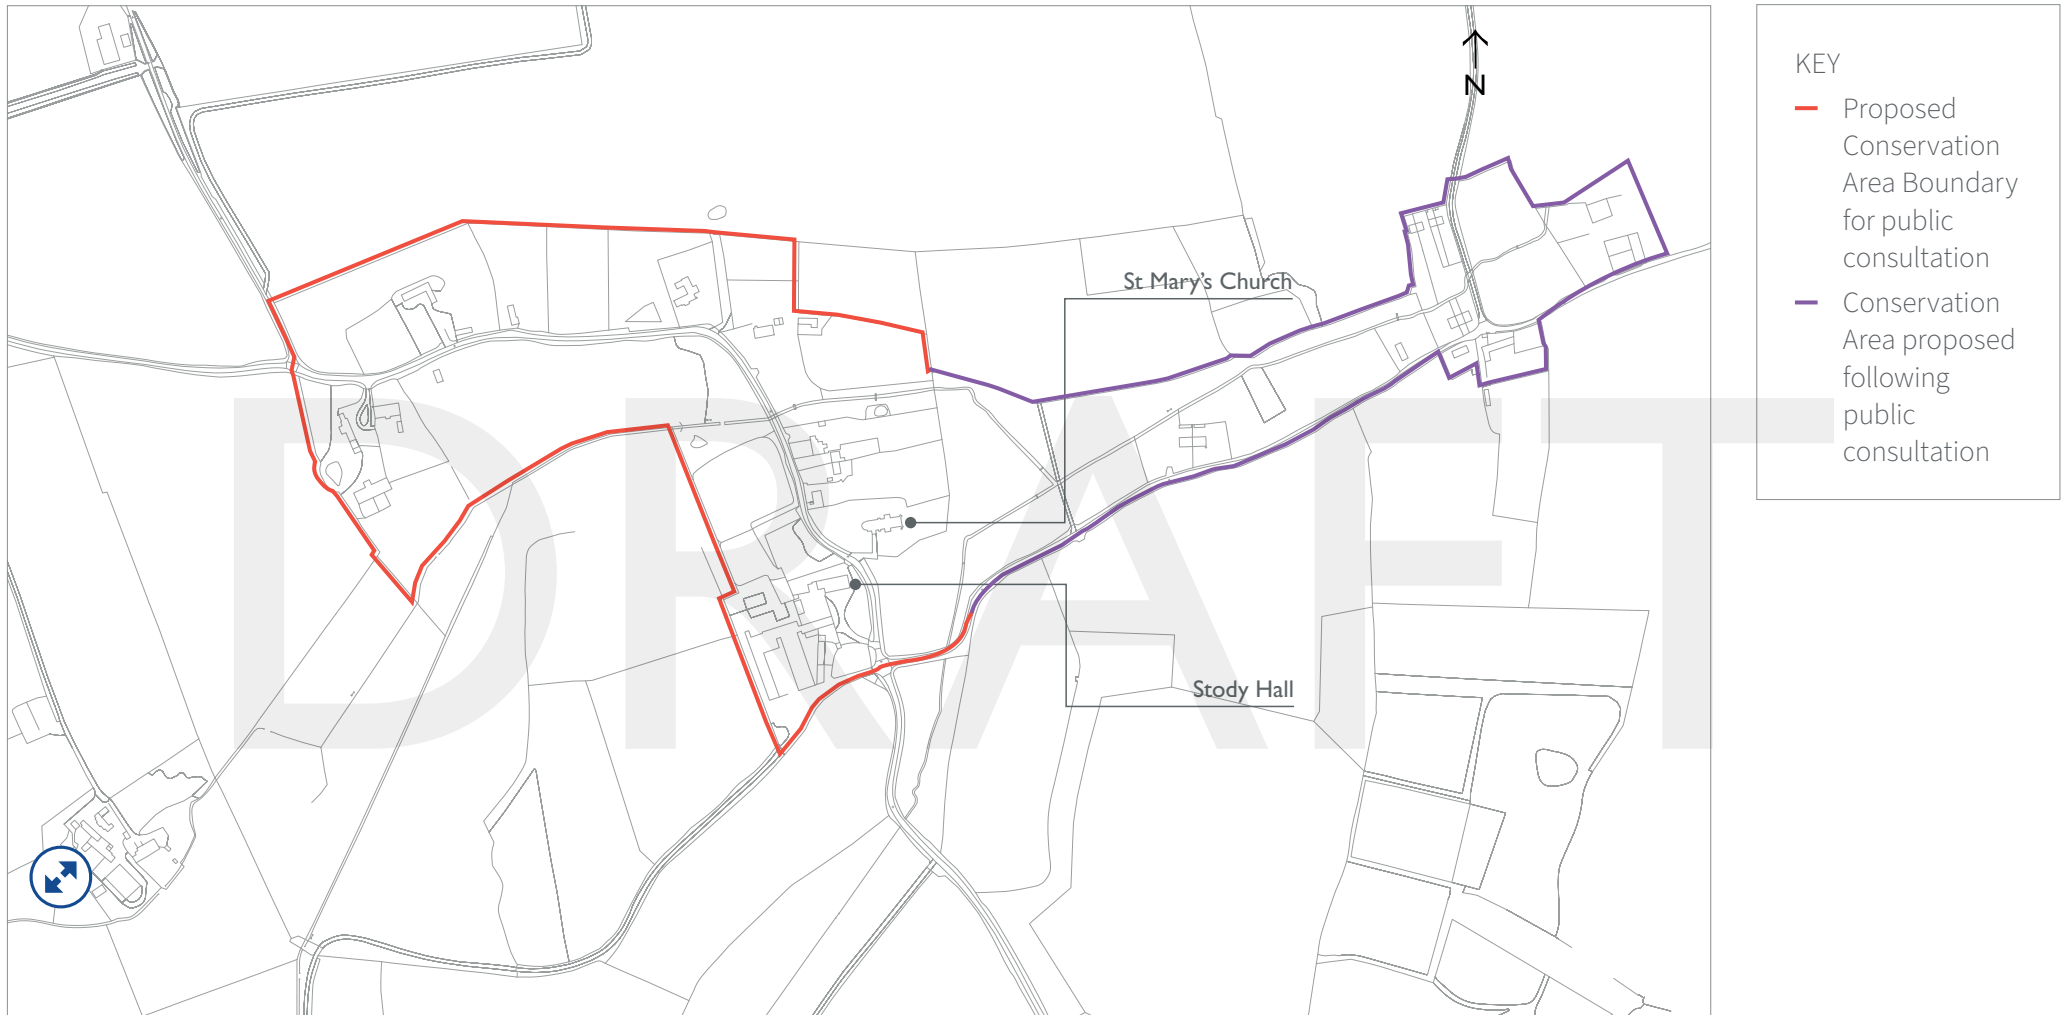 N
St Mary's Church
Stody Hall
DRAFT
KEY
Proposed
Conservation
Area Boundary
for public
consultation
Conservation
Area proposed
following
public
consultation